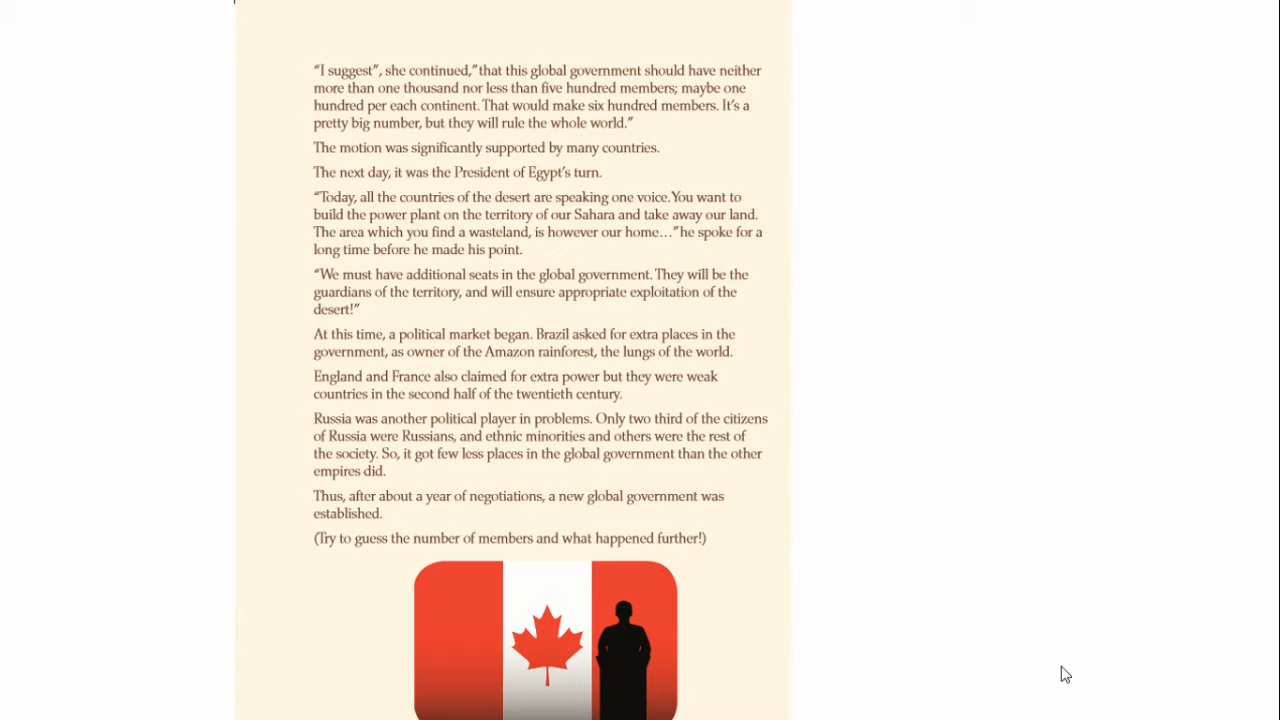 “I suggest”, she continued,”that this global government should have neither
more than one thousand nor less than five hundred members; maybe one
hundred per each continent. That would make six hundred members. It’s a
pretty big number, but they will rule the whole world.”
The motion was significantly supported by many countries.
The next day, it was the President of Egypt’s turn.
“Today, all the countries of the desert are speaking one voice. You want to
build the power plant on the territory of our Sahara and take away our land.
The area which you find a wasteland, is however our home…” he spoke for a
long time before he made his point.
“We must have additional seats in the global government. They will be the
guardians of the territory, and will ensure appropriate exploitation of the
desert!”
At this time, a political market began. Brazil asked for extra places in the
government, as owner of the Amazon rainforest, the lungs of the world.
England and France also claimed for extra power but they were weak
countries in the second half of the twentieth century.
Russia was another political player in problems. Only two third of the citizens
of Russia were Russians, and ethnic minorities and others were the rest of
the society. So, it got few less places in the global government than the other
empires did.
Thus, after about a year of negotiations, a new global government was
established.
(Try to guess the number of members and what happened further!)